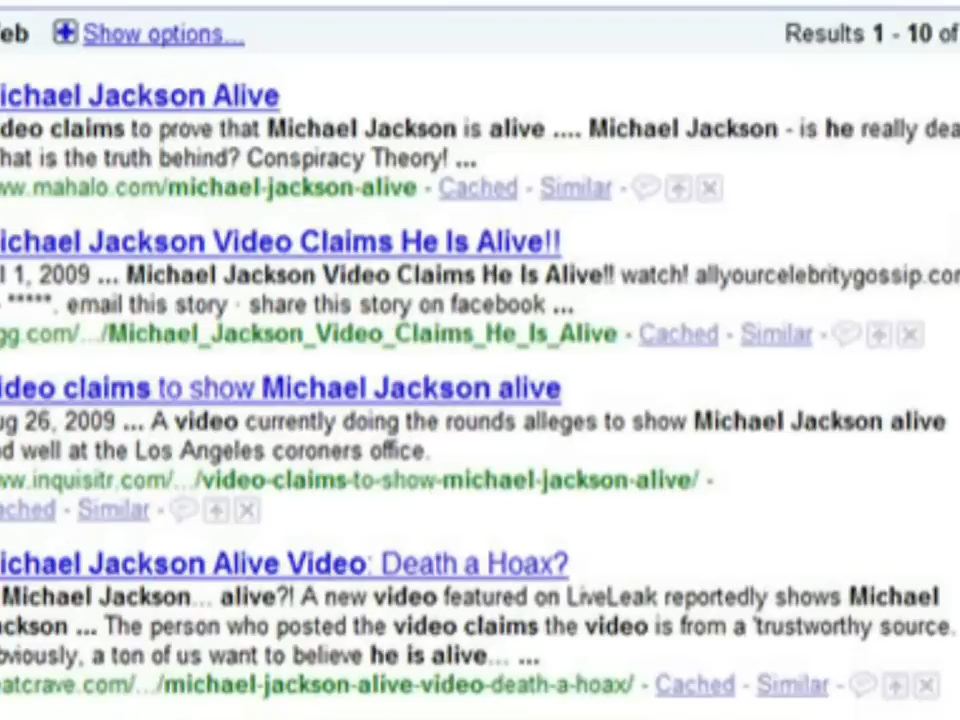 eb Show options... Results 1 - 10 of
ichael Jackson Alive
deo claims to prove that Michael Jackson is alive .... Michael Jackson - is he really dea
hat is the truth behind? Conspiracy Theory! ...
ww.mahalo.com/michael-jackson-alive - Cached - Similar -
ichael Jackson Video Claims He Is Alive!!
l 1, 2009 ... Michael Jackson Video Claims He Is Alive!! watch! allyourcelebritygossip.com
*****. email this story · share this story on facebook ...
gg.com/.../Michael_Jackson_Video_Claims_He_Is_Alive - Cached - Similar -
ideo claims to show Michael Jackson alive
ug 26, 2009 ... A video currently doing the rounds alleges to show Michael Jackson alive
nd well at the Los Angeles coroners office.
ww.inquisitr.com/.../video-claims-to-show-michael-jackson-alive/ -
ached - Similar -
ichael Jackson Alive Video: Death a Hoax?
Michael Jackson... alive?! A new video featured on LiveLeak reportedly shows Michael
ackson ... The person who posted the video claims the video is from a 'trustworthy source.
bviously, a ton of us want to believe he is alive... ...
eatcrave.com/.../michael-jackson-alive-video-death-a-hoax/ - Cached - Similar -